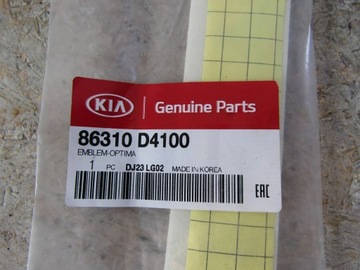 KIA Genuine Parts
86310 D4100
EMBLEM-OPTIMA
1 PC DJ23 LG02 MADE IN KOREA
EAC